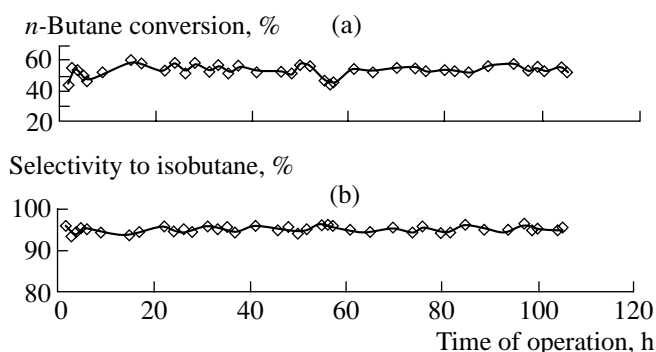 n-Butane conversion, %
(a)
60
40
20
Selectivity to isobutane, %
(b)
100
90
80
0 20 40 60 80 100 120
Time of operation, h